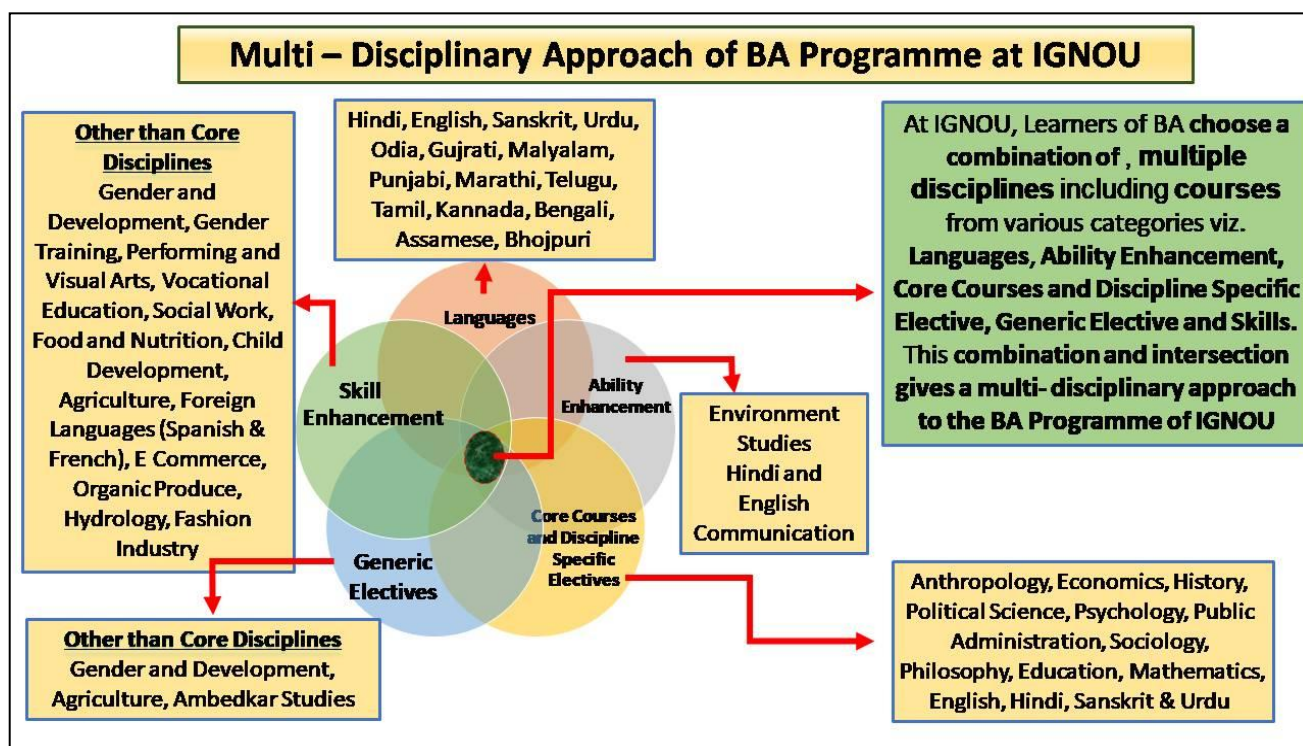 Multi – Disciplinary Approach of BA Programme at IGNOU
Other than Core
Disciplines
Gender and
Development, Gender
Training, Performing and
Visual Arts, Vocational
Education, Social Work,
Food and Nutrition, Child
Development,
Agriculture, Foreign
Languages (Spanish &
French), E Commerce,
Organic Produce,
Hydrology, Fashion
Industry
Hindi, English, Sanskrit, Urdu,
Odia, Gujrati, Malyalam,
Punjabi, Marathi, Telugu,
Tamil, Kannada, Bengali,
Assamese, Bhojpuri
At IGNOU, Learners of BA choose a
combination of , multiple
disciplines including courses
from various categories viz.
Languages, Ability Enhancement,
Core Courses and Discipline Specific
Elective, Generic Elective and Skills.
This combination and intersection
gives a multi- disciplinary approach
to the BA Programme of IGNOU
Languages
Skill
Enhancement
Ability
Enhancement
Environment
Studies
Hindi and
English
Communication
Core Courses
and Discipline
Specific
Electives
Generic
Electives
Other than Core Disciplines
Gender and Development,
Agriculture, Ambedkar Studies
Anthropology, Economics, History,
Political Science, Psychology, Public
Administration, Sociology,
Philosophy, Education, Mathematics,
English, Hindi, Sanskrit & Urdu